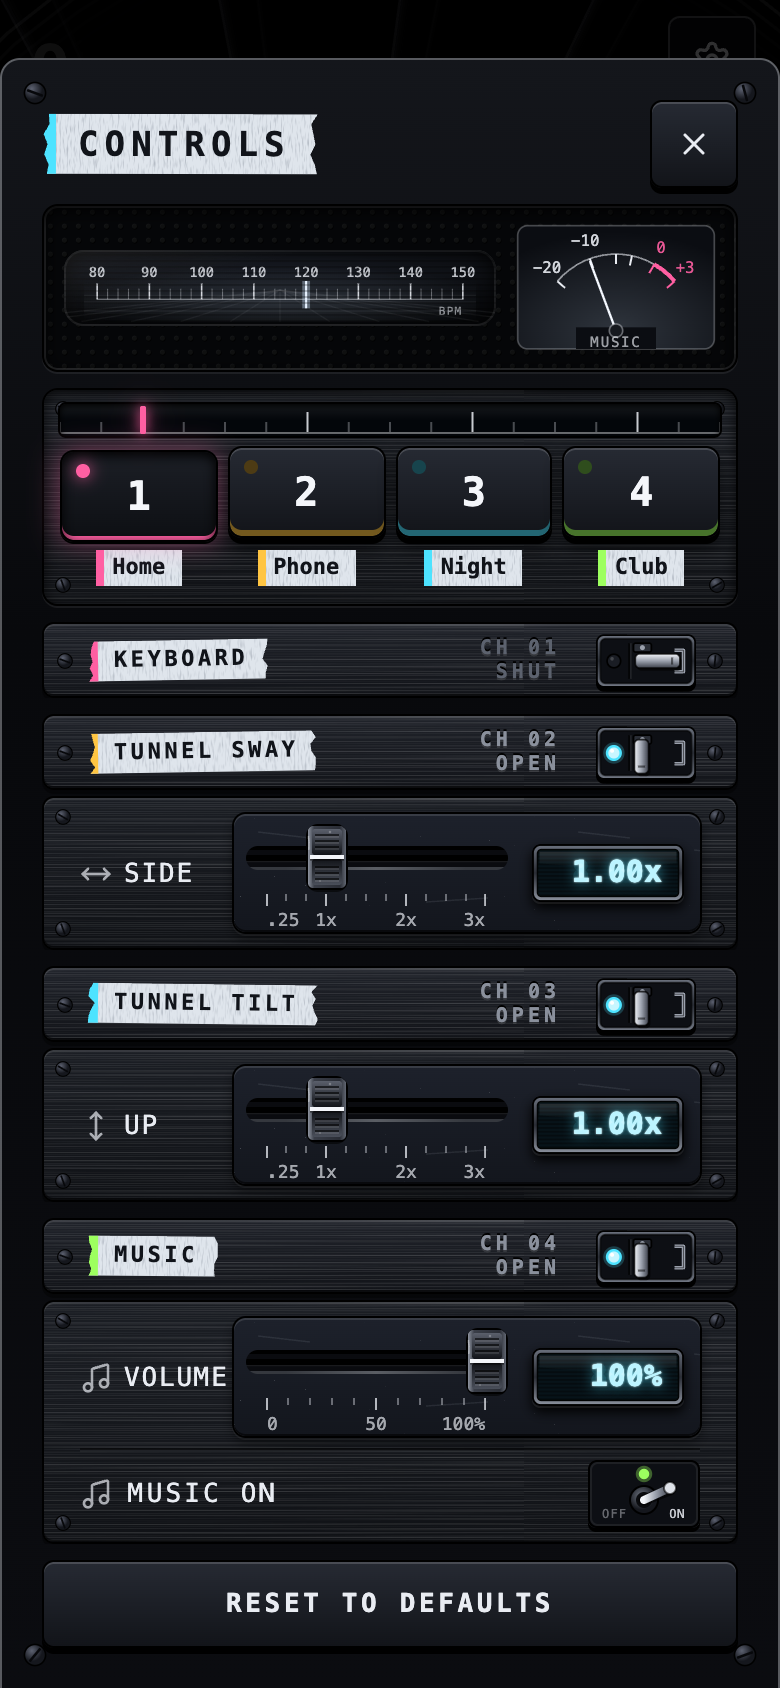 CONTROLS
80 90 100 110 120 130 140 150
BPM
-20 -10 0 +3
MUSIC
1 2 3 4
Home Phone Night Club
KEYBOARD
CH 01
SHUT
TUNNEL SWAY
CH 02
OPEN
SIDE
1.00x
.25 1x 2x 3x
TUNNEL TILT
CH 03
OPEN
UP
1.00x
.25 1x 2x 3x
MUSIC
CH 04
OPEN
VOLUME
100%
0 50 100%
MUSIC ON
OFF ON
RESET TO DEFAULTS